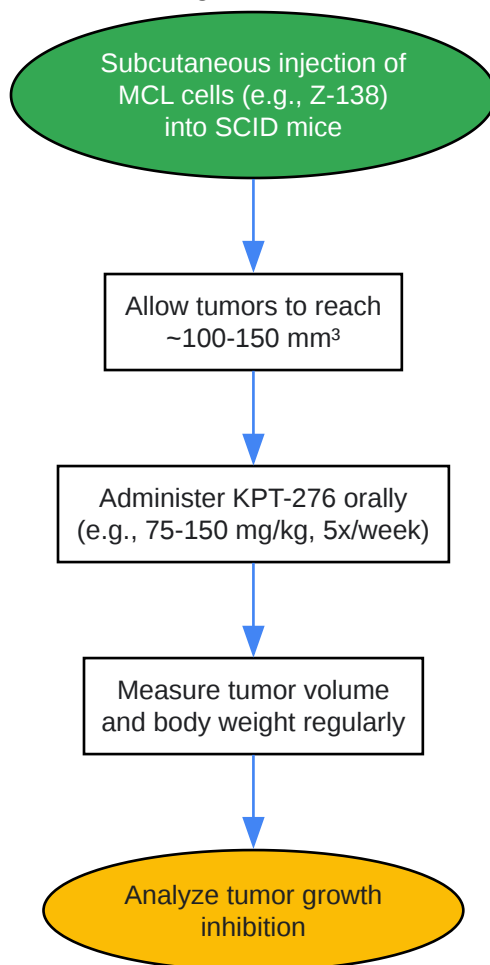 Subcutaneous injection of
MCL cells (e.g., Z-138)
into SCID mice
Allow tumors to reach
~100-150 mm³
Administer KPT-276 orally
(e.g., 75-150 mg/kg, 5x/week)
Measure tumor volume
and body weight regularly
Analyze tumor growth
inhibition